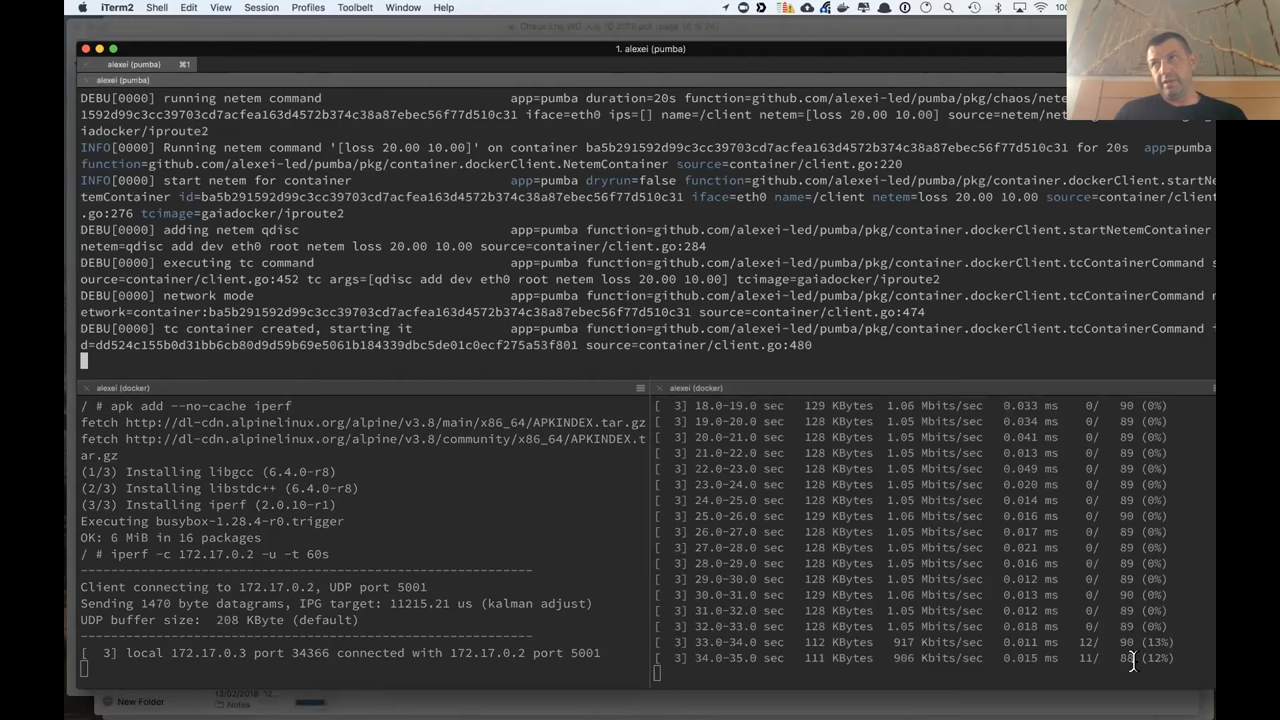 iTerm2 Shell Edit View Session Profiles Toolbelt Window Help
1. alexei (pumba)
alexei (pumba) ⌘1
alexei (pumba)
DEBU[0000] running netem command app=pumba duration=20s function=github.com/alexei-led/pumba/pkg/chaos/nete
1592d99c3cc39703cd7acfea163d4572b374c38a87ebec56f77d510c31 iface=eth0 ips=[] name=/client netem=[loss 20.00 10.00] source=netem/net
iadocker/iproute2
INFO[0000] Running netem command '[loss 20.00 10.00]' on container ba5b291592d99c3cc39703cd7acfea163d4572b374c38a87ebec56f77d510c31 for 20s app=pumba
function=github.com/alexei-led/pumba/pkg/container.dockerClient.NetemContainer source=container/client.go:220
INFO[0000] start netem for container app=pumba dryrun=false function=github.com/alexei-led/pumba/pkg/container.dockerClient.startNe
temContainer id=ba5b291592d99c3cc39703cd7acfea163d4572b374c38a87ebec56f77d510c31 iface=eth0 name=/client netem=loss 20.00 10.00 source=container/client
.go:276 tcimage=gaiadocker/iproute2
DEBU[0000] adding netem qdisc app=pumba function=github.com/alexei-led/pumba/pkg/container.dockerClient.startNetemContainer
netem=qdisc add dev eth0 root netem loss 20.00 10.00 source=container/client.go:284
DEBU[0000] executing tc command app=pumba function=github.com/alexei-led/pumba/pkg/container.dockerClient.tcContainerCommand s
ource=container/client.go:452 tc args=[qdisc add dev eth0 root netem loss 20.00 10.00] tcimage=gaiadocker/iproute2
DEBU[0000] network mode app=pumba function=github.com/alexei-led/pumba/pkg/container.dockerClient.tcContainerCommand n
etwork=container:ba5b291592d99c3cc39703cd7acfea163d4572b374c38a87ebec56f77d510c31 source=container/client.go:474
DEBU[0000] tc container created, starting it app=pumba function=github.com/alexei-led/pumba/pkg/container.dockerClient.tcContainerCommand i
d=dd524c155b0d31bb6cb80d9d59b69e5061b184339dbc5de01c0ecf275a53f801 source=container/client.go:480
alexei (docker)
/ # apk add --no-cache iperf
fetch http://dl-cdn.alpinelinux.org/alpine/v3.8/main/x86_64/APKINDEX.tar.gz
fetch http://dl-cdn.alpinelinux.org/alpine/v3.8/community/x86_64/APKINDEX.t
ar.gz
(1/3) Installing libgcc (6.4.0-r8)
(2/3) Installing libstdc++ (6.4.0-r8)
(3/3) Installing iperf (2.0.10-r1)
Executing busybox-1.28.4-r0.trigger
OK: 6 MiB in 16 packages
/ # iperf -c 172.17.0.2 -u -t 60s
------------------------------------------------------------
Client connecting to 172.17.0.2, UDP port 5001
Sending 1470 byte datagrams, IPG target: 11215.21 us (kalman adjust)
UDP buffer size: 208 KByte (default)
------------------------------------------------------------
[ 3] local 172.17.0.3 port 34366 connected with 172.17.0.2 port 5001
alexei (docker)
[ 3] 18.0-19.0 sec 129 KBytes 1.06 Mbits/sec 0.033 ms 0/ 90 (0%)
[ 3] 19.0-20.0 sec 128 KBytes 1.05 Mbits/sec 0.034 ms 0/ 89 (0%)
[ 3] 20.0-21.0 sec 128 KBytes 1.05 Mbits/sec 0.041 ms 0/ 89 (0%)
[ 3] 21.0-22.0 sec 128 KBytes 1.05 Mbits/sec 0.013 ms 0/ 89 (0%)
[ 3] 22.0-23.0 sec 128 KBytes 1.05 Mbits/sec 0.049 ms 0/ 89 (0%)
[ 3] 23.0-24.0 sec 128 KBytes 1.05 Mbits/sec 0.020 ms 0/ 89 (0%)
[ 3] 24.0-25.0 sec 128 KBytes 1.05 Mbits/sec 0.014 ms 0/ 89 (0%)
[ 3] 25.0-26.0 sec 129 KBytes 1.06 Mbits/sec 0.016 ms 0/ 90 (0%)
[ 3] 26.0-27.0 sec 128 KBytes 1.05 Mbits/sec 0.016 ms 0/ 89 (0%)
[ 3] 27.0-28.0 sec 128 KBytes 1.05 Mbits/sec 0.021 ms 0/ 89 (0%)
[ 3] 28.0-29.0 sec 128 KBytes 1.05 Mbits/sec 0.016 ms 0/ 89 (0%)
[ 3] 29.0-30.0 sec 128 KBytes 1.05 Mbits/sec 0.012 ms 0/ 89 (0%)
[ 3] 30.0-31.0 sec 129 KBytes 1.06 Mbits/sec 0.013 ms 0/ 90 (0%)
[ 3] 31.0-32.0 sec 128 KBytes 1.05 Mbits/sec 0.012 ms 0/ 89 (0%)
[ 3] 32.0-33.0 sec 128 KBytes 1.05 Mbits/sec 0.018 ms 0/ 89 (0%)
[ 3] 33.0-34.0 sec 112 KBytes 917 Kbits/sec 0.011 ms 12/ 90 (13%)
[ 3] 34.0-35.0 sec 111 KBytes 906 Kbits/sec 0.015 ms 11/ 88 (12%)
13/02/2018
New Folder
Notes